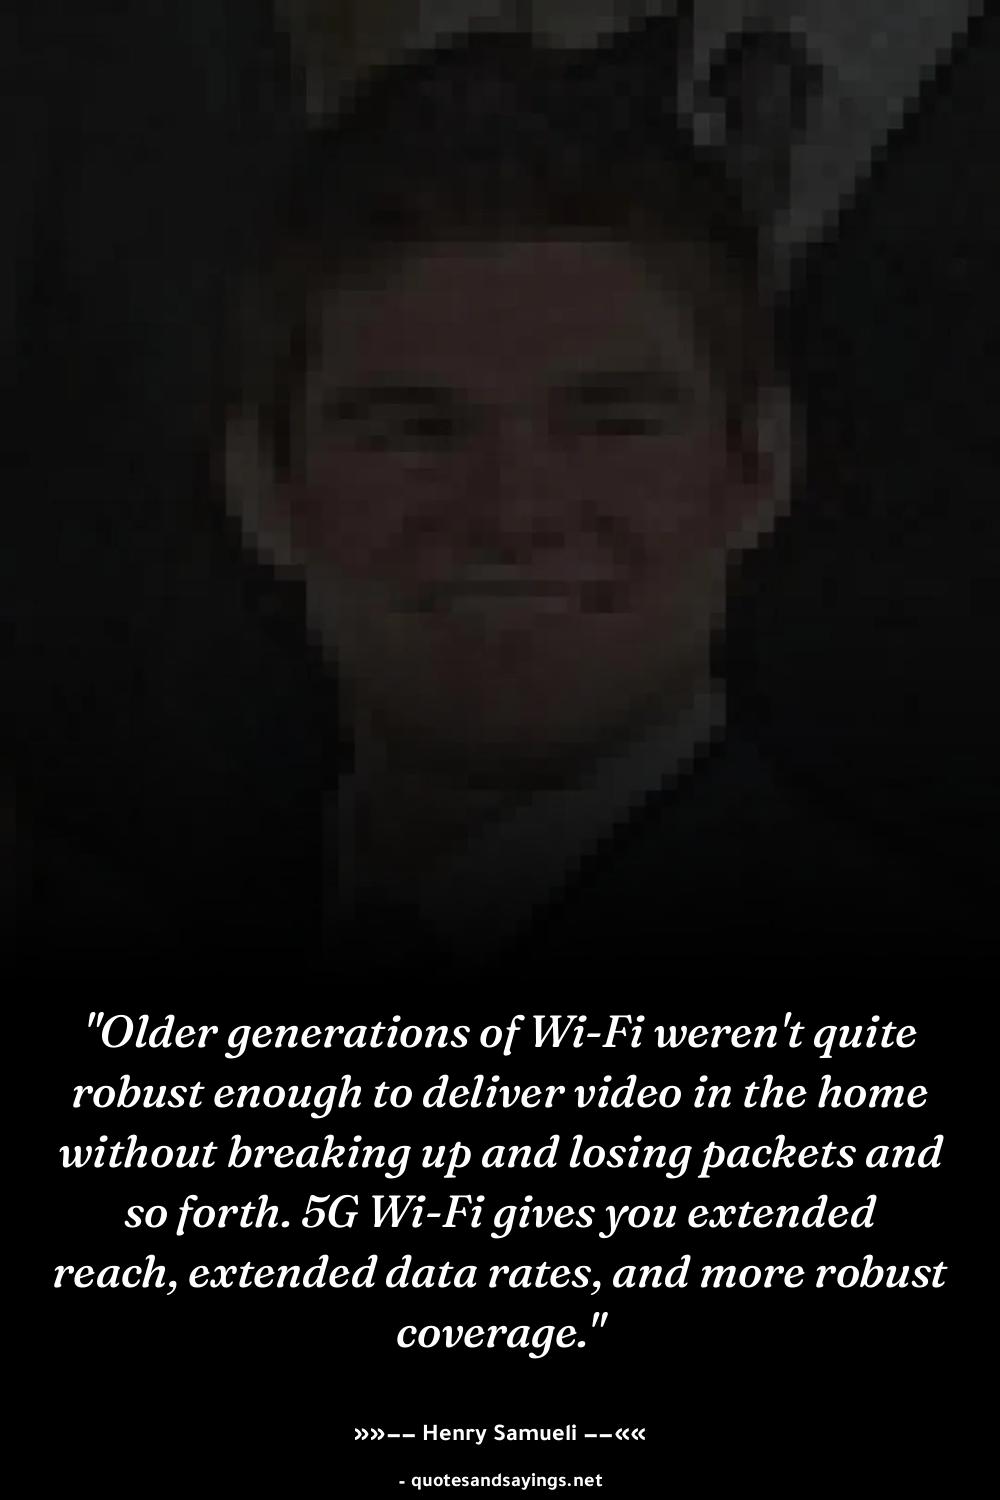 "Older generations of Wi-Fi weren't quite
robust enough to deliver video in the home
without breaking up and losing packets and
so forth. 5G Wi-Fi gives you extended
reach, extended data rates, and more robust
coverage."
»»-- Henry Samueli --««
- quotesandsayings.net